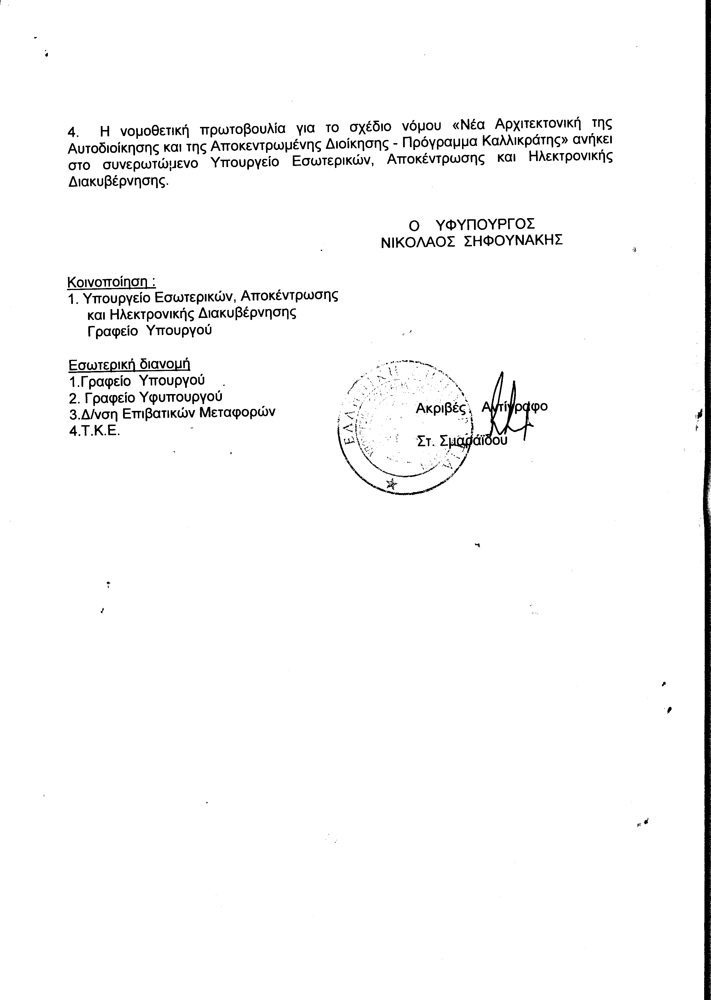 4. Η νομοθετική πρωτοβουλία για το σχέδιο νόμου «Νέα Αρχιτεκτονική της
Αυτοδιοίκησης και της Αποκεντρωμένης Διοίκησης - Πρόγραμμα Καλλικράτης» ανήκει
στο συνερωτώμενο Υπουργείο Εσωτερικών, Αποκέντρωσης και Ηλεκτρονικής
Διακυβέρνησης.
Ο ΥΦΥΠΟΥΡΓΟΣ
ΝΙΚΟΛΑΟΣ ΣΗΦΟΥΝΑΚΗΣ
Κοινοποίηση :
1. Υπουργείο Εσωτερικών, Αποκέντρωσης
και Ηλεκτρονικής Διακυβέρνησης
Γραφείο Υπουργού
Εσωτερική διανομή
1.Γραφείο Υπουργού
2. Γραφείο Υφυπουργού
3.Δ/νση Επιβατικών Μεταφορών
4.Τ.Κ.Ε.
Ακριβές Αντίγραφο
Στ. Σμαραϊδου